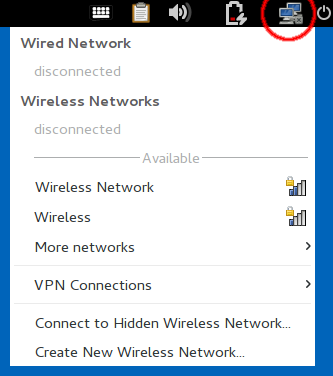 Wired Network
disconnected
Wireless Networks
disconnected
Available
Wireless Network
Wireless
More networks
VPN Connections
Connect to Hidden Wireless Network...
Create New Wireless Network...